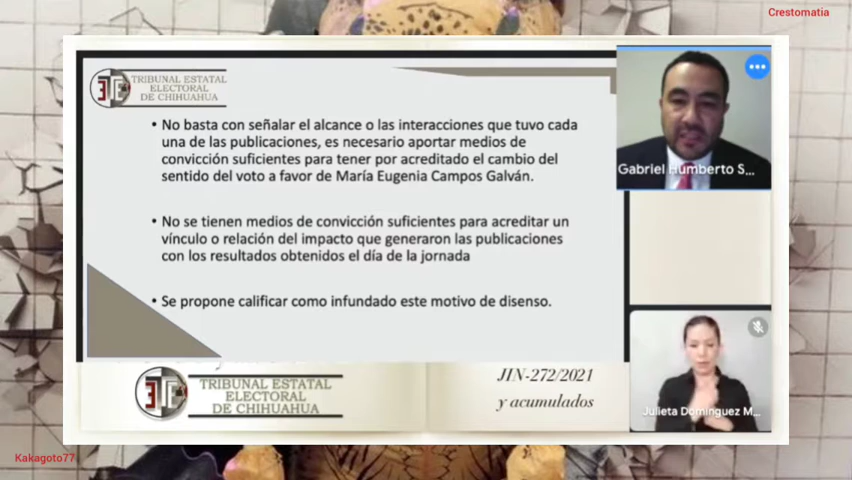 Crestomatia
TRIBUNAL ESTATAL
ELECTORAL
DE CHIHUAHUA
• No basta con señalar el alcance o las interacciones que tuvo cada
una de las publicaciones, es necesario aportar medios de
convicción suficientes para tener por acreditado el cambio del
sentido del voto a favor de María Eugenia Campos Galván.
• No se tienen medios de convicción suficientes para acreditar un
vínculo o relación del impacto que generaron las publicaciones
con los resultados obtenidos el día de la jornada
• Se propone calificar como infundado este motivo de disenso.
Gabriel Humberto S...
Julieta Domínguez M...
TRIBUNAL ESTATAL
ELECTORAL
DE CHIHUAHUA
JIN-272/2021
y acumulados
Kakagoto77